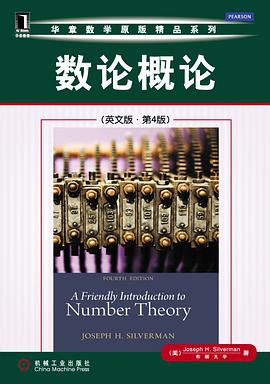 华章数学原版精品系列
PEARSON
数论概论
(英文版·第4版)
FOURTH EDITION
A Friendly Introduction to
Number Theory
JOSEPH H. SILVERMAN
(美) Joseph H. Silverman 著
布朗大学
机械工业出版社
China Machine Press